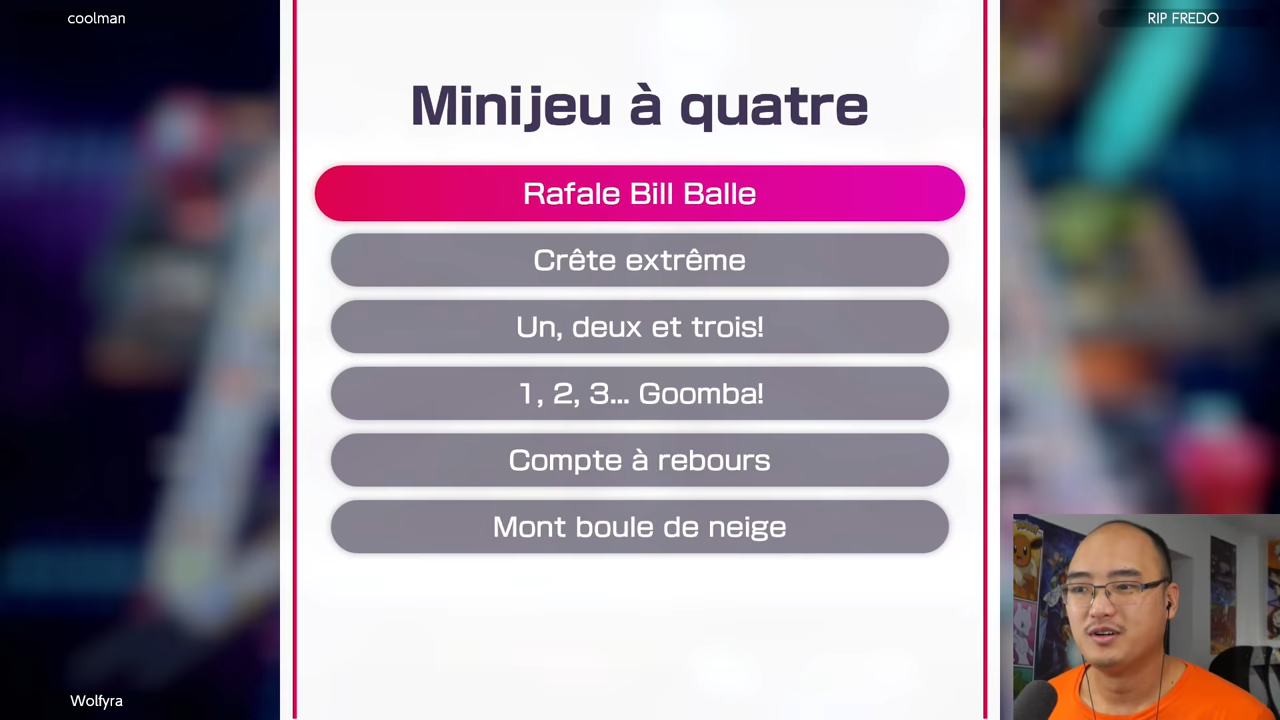 coolman
RIP FREDO
Minijeu à quatre
Rafale Bill Balle
Crête extrême
Un, deux et trois!
1, 2, 3... Goomba!
Compte à rebours
Mont boule de neige
Wolfyra